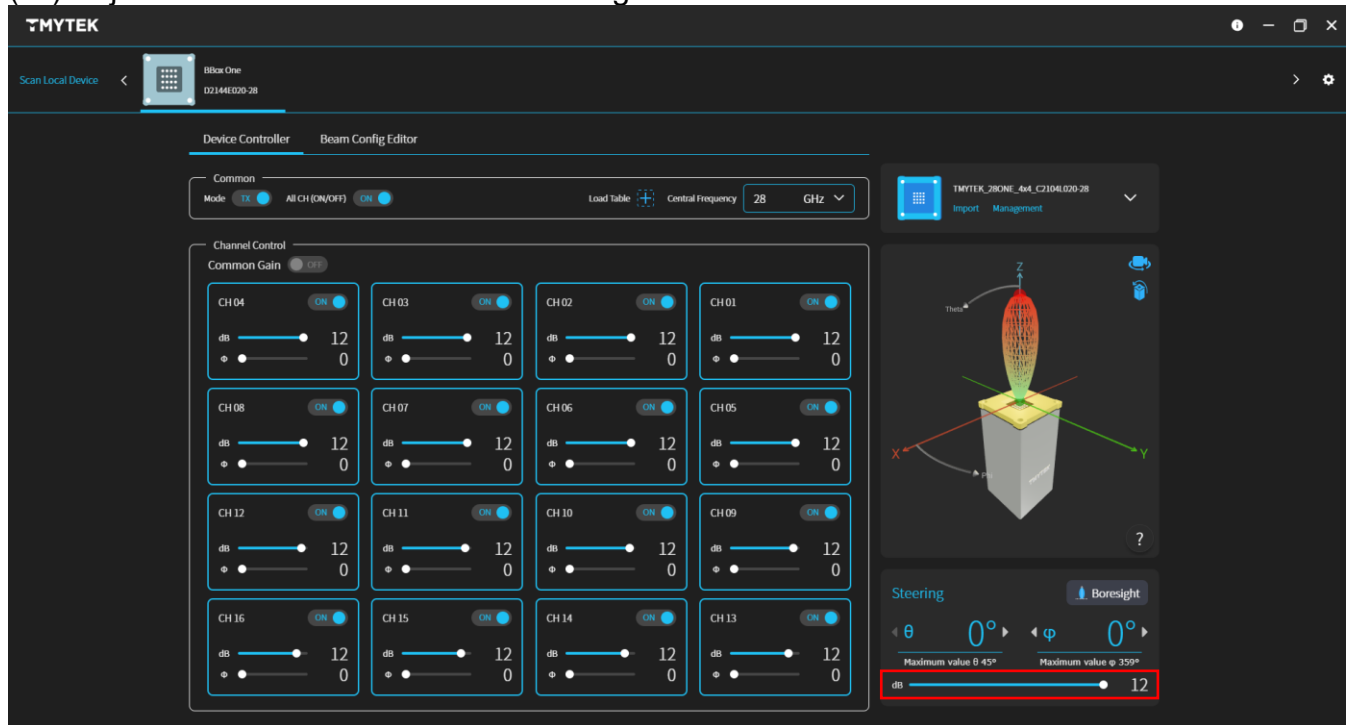 TMYTEK
Scan Local Device
BBox One
D2144E020-28
Device Controller Beam Config Editor
Common
Mode TX All CH (ON/OFF) ON Load Table Central Frequency 28 GHz
TMYTEK_28ONE_4x4_C2104L020-28
Import Management
Channel Control
Common Gain OFF
CH 04 ON CH 03 ON CH 02 ON CH 01 ON
dB 12 dB 12 dB 12 dB 12
Φ 0 Φ 0 Φ 0 Φ 0
CH 08 ON CH 07 ON CH 06 ON CH 05 ON
dB 12 dB 12 dB 12 dB 12
Φ 0 Φ 0 Φ 0 Φ 0
CH 12 ON CH 11 ON CH 10 ON CH 09 ON
dB 12 dB 12 dB 12 dB 12
Φ 0 Φ 0 Φ 0 Φ 0
CH 16 ON CH 15 ON CH 14 ON CH 13 ON
dB 12 dB 12 dB 12 dB 12
Φ 0 Φ 0 Φ 0 Φ 0
Z
Theta
X Y
Phi
?
Steering Boresight
θ 0° φ 0°
Maximum value θ 45° Maximum value φ 359°
dB 12